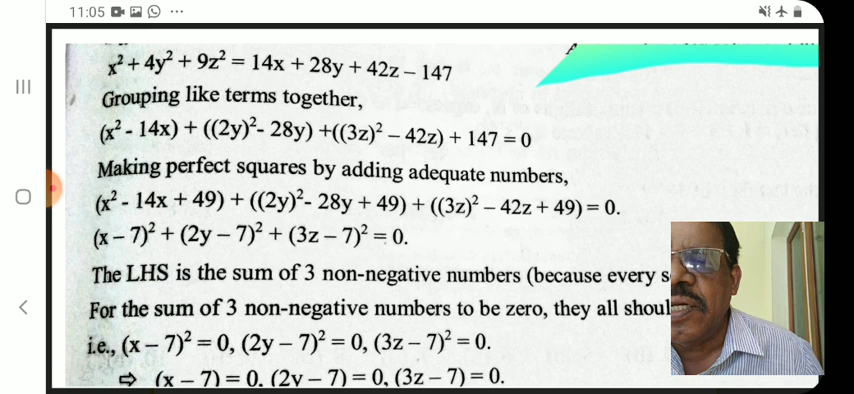 11:05
x² + 4y² + 9z² = 14x + 28y + 42z – 147
Grouping like terms together,
(x² - 14x) + ((2y)²- 28y) +((3z)² – 42z) + 147 = 0
Making perfect squares by adding adequate numbers,
(x² - 14x + 49) + ((2y)²- 28y + 49) + ((3z)² – 42z + 49) = 0.
(x – 7)² + (2y – 7)² + (3z – 7)² = 0.
The LHS is the sum of 3 non-negative numbers (because every
For the sum of 3 non-negative numbers to be zero, they all
i.e., (x – 7)² = 0, (2y – 7)² = 0, (3z – 7)² = 0.
⇨ (x – 7) = 0, (2y – 7) = 0, (3z – 7) = 0.